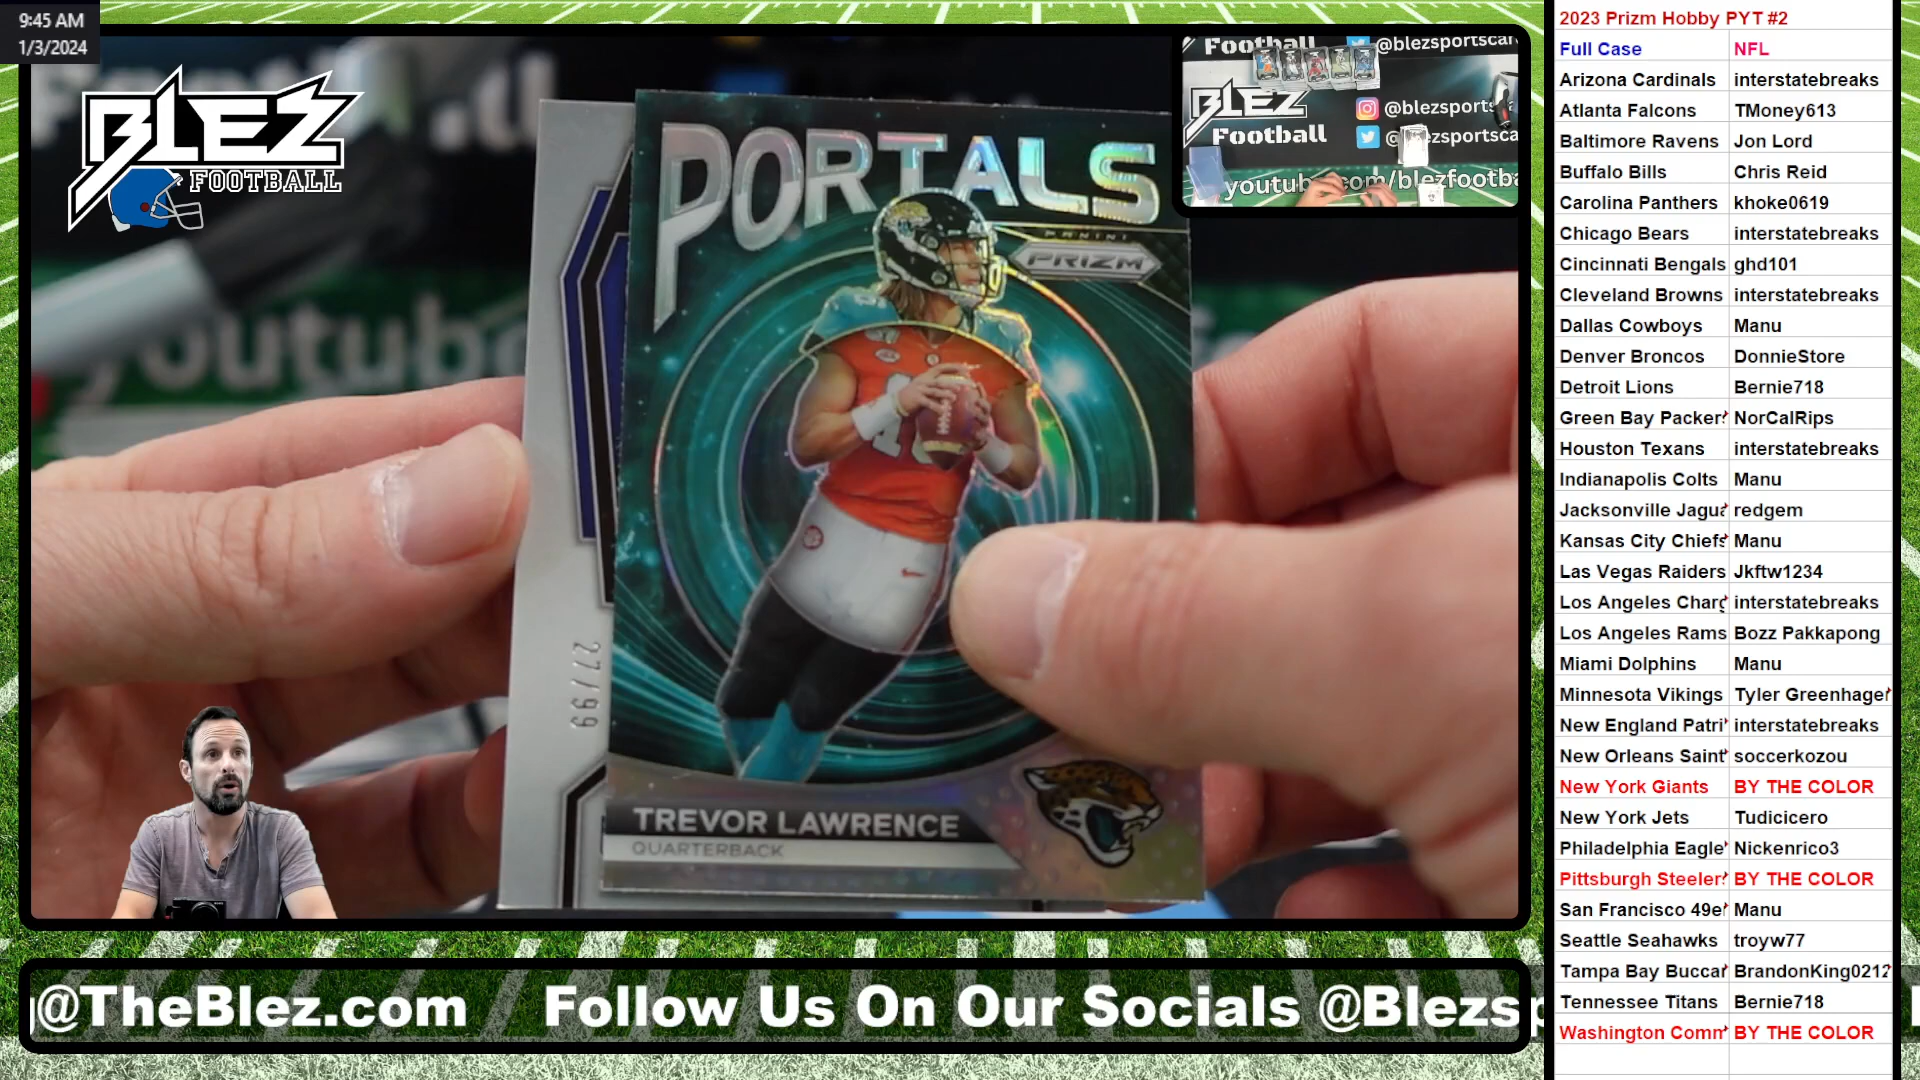 9:45 AM
1/3/2024
BLEZ
FOOTBALL
PORTALS
PANINI
PRIZM
27/99
TREVOR LAWRENCE
QUARTERBACK
Football
@blezsportscar
BLEZ
Football
@blezsports
youtube.com/blezfootba
@TheBlez.com Follow Us On Our Socials @Blezsp
2023 Prizm Hobby PYT #2
Full Case NFL
Arizona Cardinals interstatebreaks
Atlanta Falcons TMoney613
Baltimore Ravens Jon Lord
Buffalo Bills Chris Reid
Carolina Panthers khoke0619
Chicago Bears interstatebreaks
Cincinnati Bengals ghd101
Cleveland Browns interstatebreaks
Dallas Cowboys Manu
Denver Broncos DonnieStore
Detroit Lions Bernie718
Green Bay Packer NorCalRips
Houston Texans interstatebreaks
Indianapolis Colts Manu
Jacksonville Jagua redgem
Kansas City Chiefs Manu
Las Vegas Raiders Jkftw1234
Los Angeles Charg interstatebreaks
Los Angeles Rams Bozz Pakkapong
Miami Dolphins Manu
Minnesota Vikings Tyler Greenhager
New England Patri interstatebreaks
New Orleans Saint soccerkozou
New York Giants BY THE COLOR
New York Jets Tudicicero
Philadelphia Eagle Nickenrico3
Pittsburgh Steeler BY THE COLOR
San Francisco 49e Manu
Seattle Seahawks troyw77
Tampa Bay Buccar BrandonKing0212
Tennessee Titans Bernie718
Washington Comm BY THE COLOR